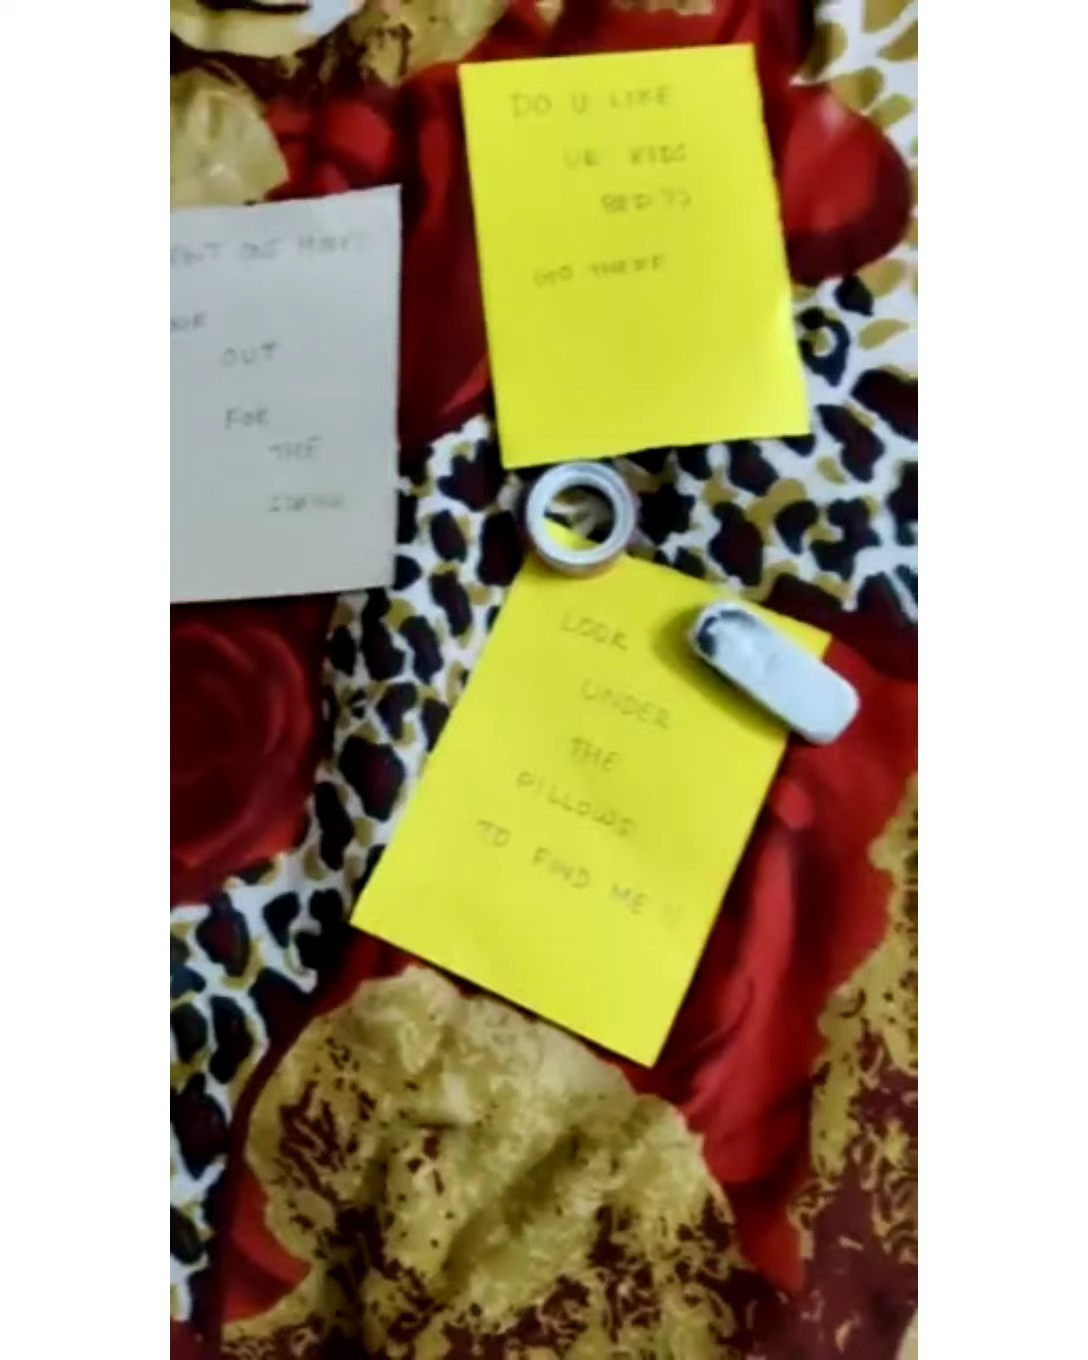 OUT
FOR
THE
DO U LIKE
UR KIDS
BED ??
GO THERE
LOOK
UNDER
THE
PILLOWS
TO FIND ME !!